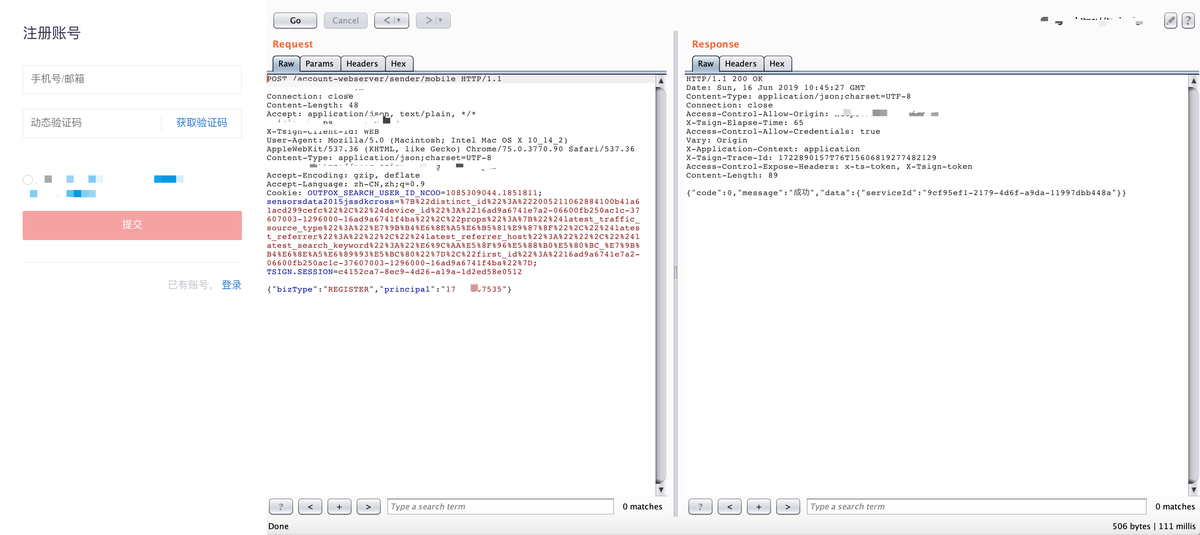 注册账号
手机号/邮箱
动态验证码 获取验证码
提交
已有账号， 登录
Go Cancel < >
Request
Raw Params Headers Hex
POST /account-webserver/sender/mobile HTTP/1.1
Connection: close
Content-Length: 48
Accept: application/json, text/plain, */*
X-Tsign-Client-Id: WEB
User-Agent: Mozilla/5.0 (Macintosh; Intel Mac OS X 10_14_2)
AppleWebKit/537.36 (KHTML, like Gecko) Chrome/75.0.3770.90 Safari/537.36
Content-Type: application/json;charset=UTF-8
Accept-Encoding: gzip, deflate
Accept-Language: zh-CN,zh;q=0.9
Cookie: OUTFOX_SEARCH_USER_ID_NCOO=1085309044.1851811;
sensorsdata2015jssdkcross=%7B%22distinct_id%22%3A%2220052110628841​00b41a6
1acd299cefc%22%2C%22%24device_id%22%3A%2216ad9a6741e7a2-06600fb250ac1c-37
607003-1296000-16ad9a6741f4ba%22%2C%22props%22%3A%7B%22%24latest_traffic_
source_type%22%3A%22%E7%9B%B4%E6%8E%A5%E6%B5%81%E9%87%8F%22%2C%22%24lates
t_referrer%22%3A%22%22%2C%22%24latest_referrer_host%22%3A%22%22%2C%22%24l
atest_search_keyword%22%3A%22%E6%9C%AA%E5%8F%96%E5%88%B0%E5%80%BC_%E7%9B%
B4%E6%8E%A5%E6%89%93%E5%BC%80%22%7D%2C%22first_id%22%3A%2216ad9a6741e7a2-
06600fb250ac1c-37607003-1296000-16ad9a6741f4ba%22%7D;
TSIGN.SESSION=c4152ca7-8ec9-4d26-a19a-1d2ed58e0512
{"bizType":"REGISTER","principal":"17 7535"}
? < + > Type a search term 0 matches
Done
Response
Raw Headers Hex
HTTP/1.1 200 OK
Date: Sun, 16 Jun 2019 10:45:27 GMT
Content-Type: application/json;charset=UTF-8
Connection: close
Access-Control-Allow-Origin:
X-Tsign-Elapse-Time: 65
Access-Control-Allow-Credentials: true
Vary: Origin
X-Application-Context: application
X-Tsign-Trace-Id: 1722890157T76T15606819277482129
Access-Control-Expose-Headers: x-ts-token, X-Tsign-token
Content-Length: 89
{"code":0,"message":"成功","data":{"serviceId":"9cf95ef1-2179-4d6f-a9da-11997dbb448a"}}
? < + > Type a search term 0 matches
506 bytes | 111 millis